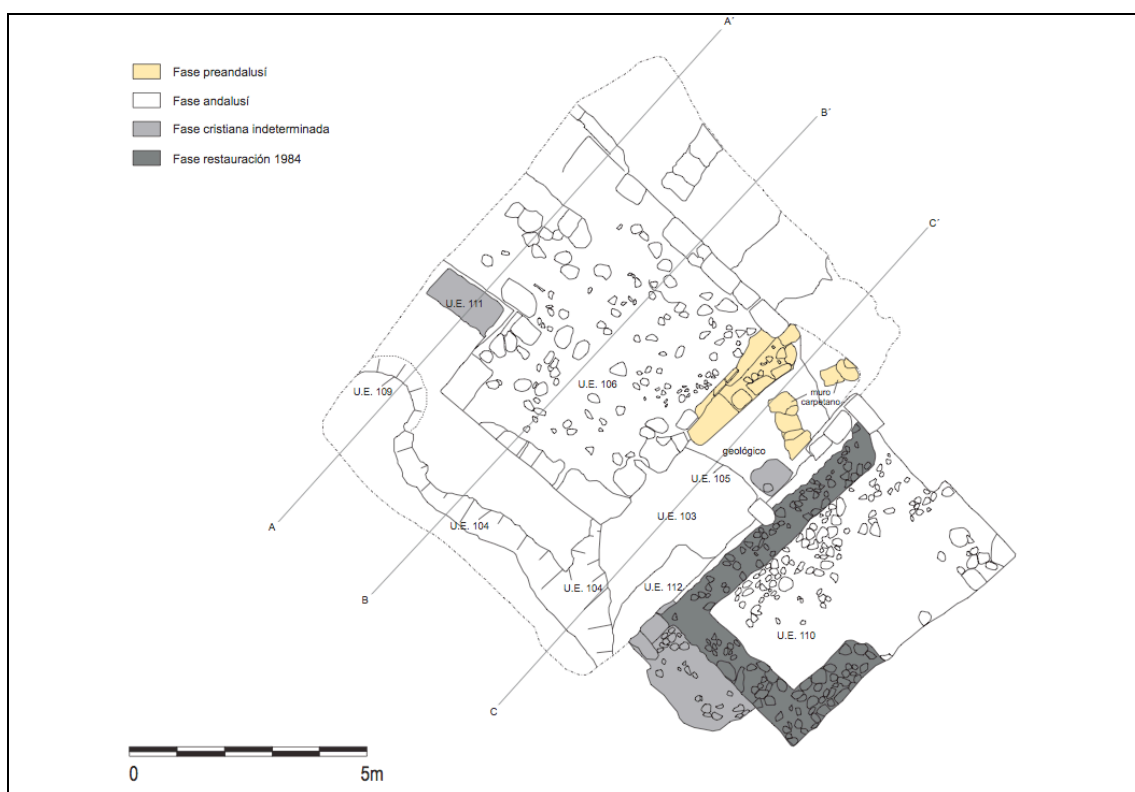 A´
Fase preandalusí
Fase andalusí
Fase cristiana indeterminada
Fase restauración 1984
B´
C´
U.E. 111
U.E. 109
U.E. 106
muro
carpetano
geológico
U.E. 105
A
U.E. 104
U.E. 103
U.E. 104
U.E. 112
B
U.E. 110
C
0
5m